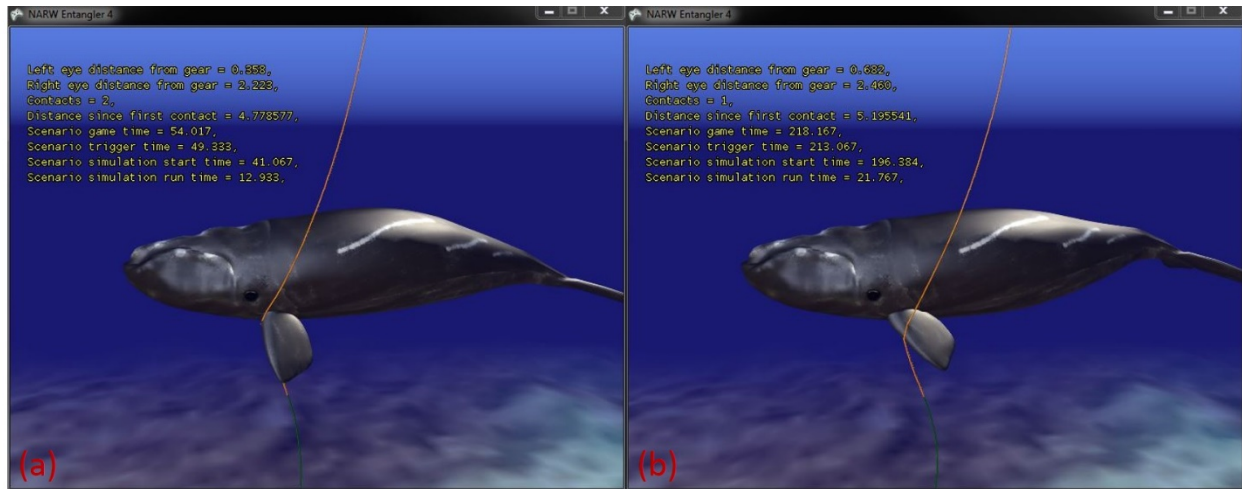 NARW Entangler 4
Left eye distance from gear = 0.358,
Right eye distance from gear = 2.223,
Contacts = 2,
Distance since first contact = 4.778577,
Scenario game time = 54.017,
Scenario trigger time = 49.333,
Scenario simulation start time = 41.067,
Scenario simulation run time = 12.933,
(a)
NARW Entangler 4
Left eye distance from gear = 0.682,
Right eye distance from gear = 2.460,
Contacts = 1,
Distance since first contact = 5.195541,
Scenario game time = 218.167,
Scenario trigger time = 213.067,
Scenario simulation start time = 196.384,
Scenario simulation run time = 21.767,
(b)